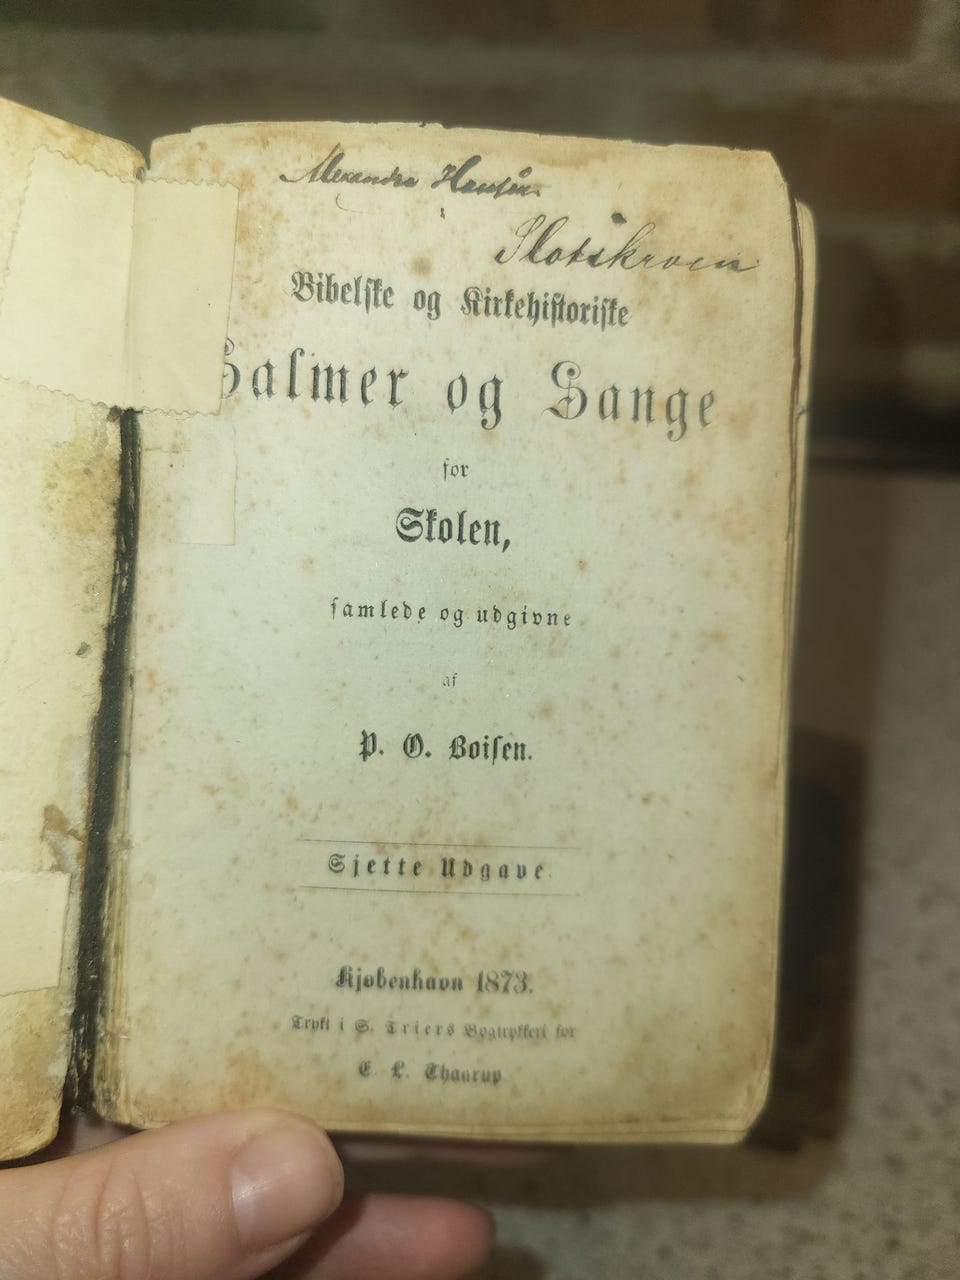 Alexandra Hansen
Slotskroen
Bibelske og Kirkehistoriske
Salmer og Sange
for
Skolen,
samlede og udgivne
af
P. O. Boisen.
Sjette Udgave.
Kjøbenhavn 1873.
Trykt i S. Triers Bogtrykkeri for
C. L. Thaarup